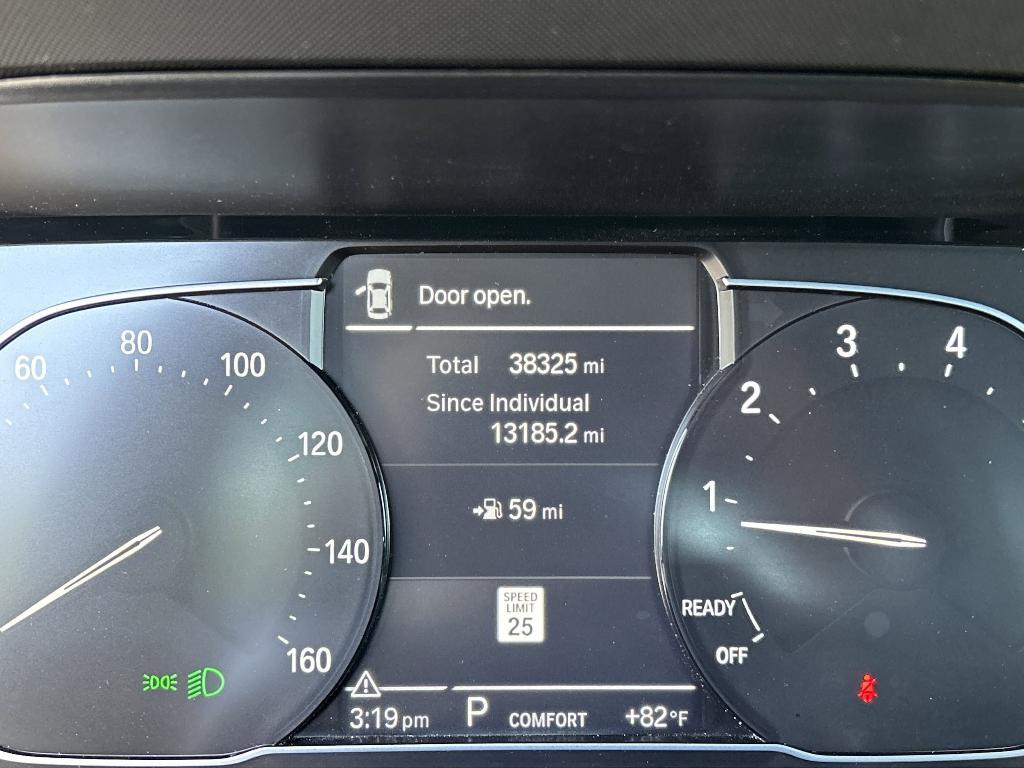 Door open.
Total 38325 mi
Since Individual
13185.2 mi
59 mi
SPEED
LIMIT
25
3:19 pm P COMFORT +82°F
60
80
100
120
140
160
1
2
3
4
READY
OFF